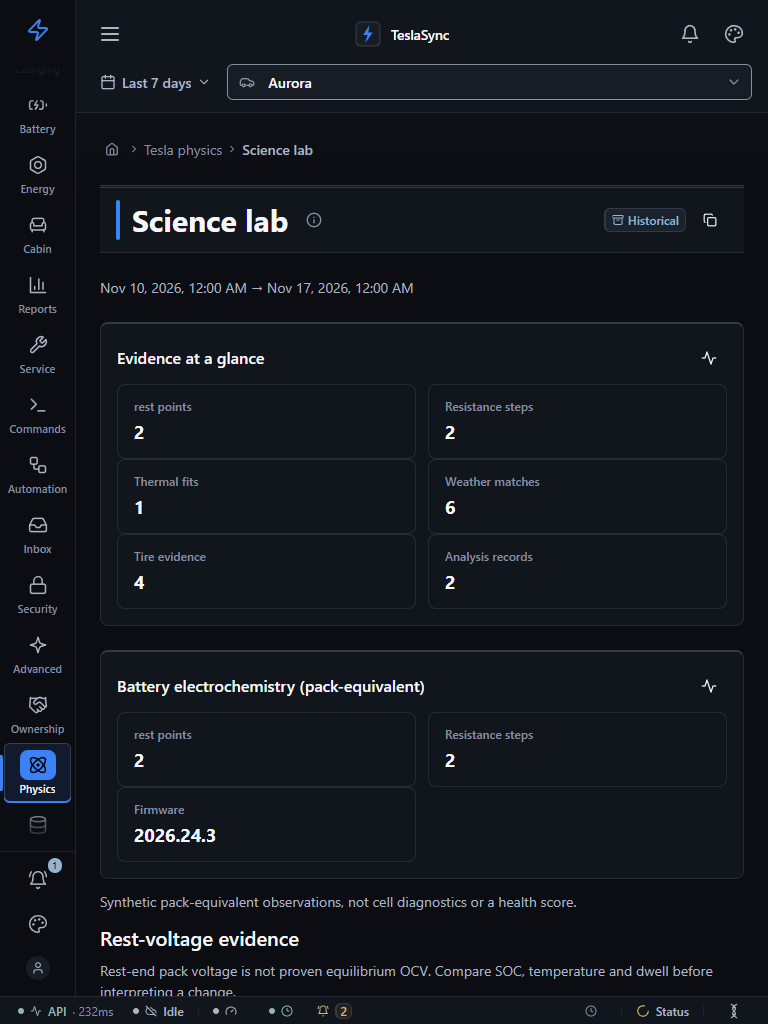 TeslaSync
Last 7 days
Aurora
Charging
Battery
Energy
Cabin
Reports
Service
Commands
Automation
Inbox
Security
Advanced
Ownership
Physics
1
Tesla physics
Science lab
Science lab
Historical
Nov 10, 2026, 12:00 AM → Nov 17, 2026, 12:00 AM
Evidence at a glance
rest points
2
Resistance steps
2
Thermal fits
1
Weather matches
6
Tire evidence
4
Analysis records
2
Battery electrochemistry (pack-equivalent)
rest points
2
Resistance steps
2
Firmware
2026.24.3
Synthetic pack-equivalent observations, not cell diagnostics or a health score.
Rest-voltage evidence
Rest-end pack voltage is not proven equilibrium OCV. Compare SOC, temperature and dwell before
interpreting a change.
API · 232ms
Idle
2
Status